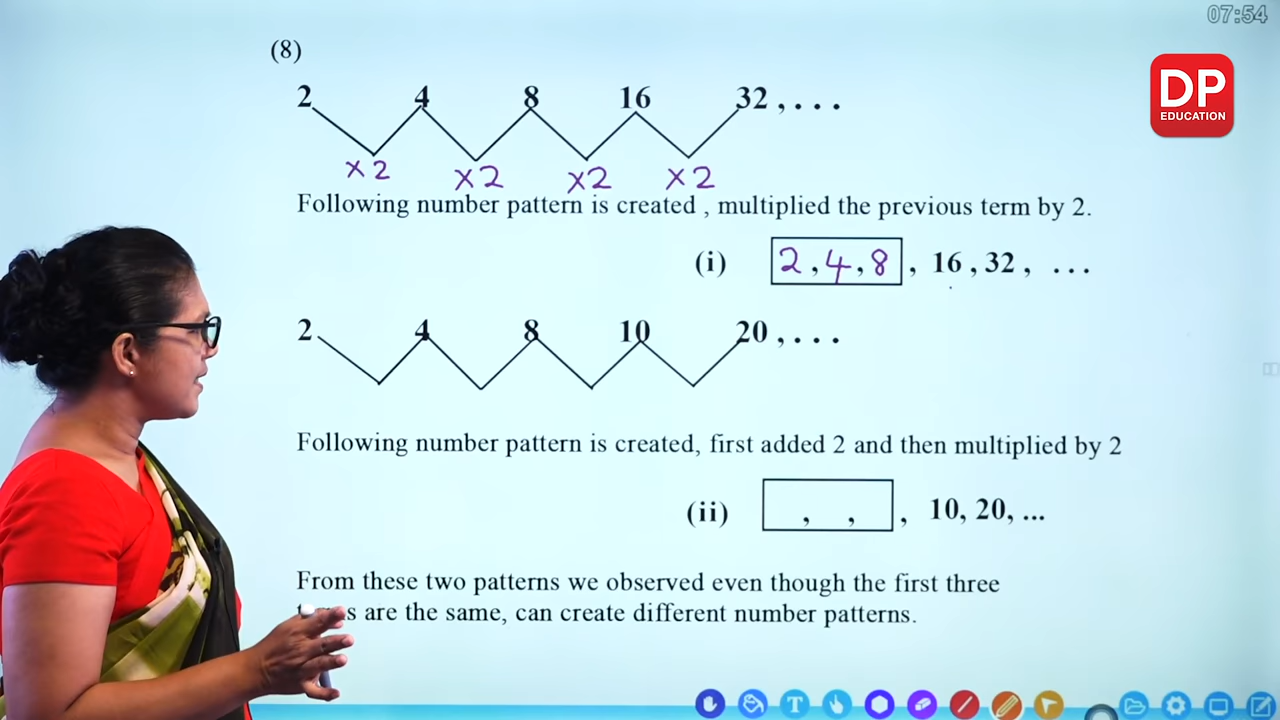 07:54
(8)
DP
EDUCATION
2 4 8 16 32 , . . .
×2 ×2 ×2 ×2
Following number pattern is created , multiplied the previous term by 2.
(i) 2 , 4 , 8 , 16 , 32 , ...
2 4 8 10 20 , . . .
Following number pattern is created, first added 2 and then multiplied by 2
(ii) , , , 10, 20, ...
From these two patterns we observed even though the first three
are the same, can create different number patterns.